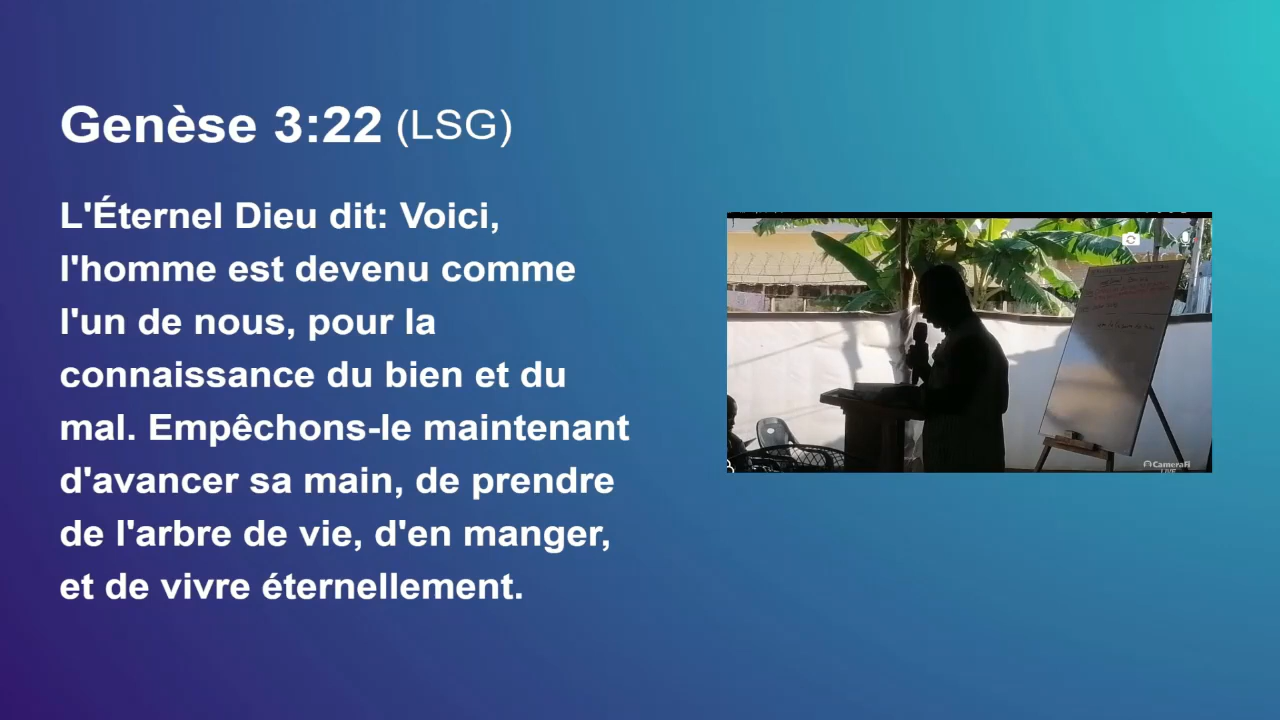 Genèse 3:22 (LSG)
L'Éternel Dieu dit: Voici,
l'homme est devenu comme
l'un de nous, pour la
connaissance du bien et du
mal. Empêchons-le maintenant
d'avancer sa main, de prendre
de l'arbre de vie, d'en manger,
et de vivre éternellement.
CameraFi
LIVE